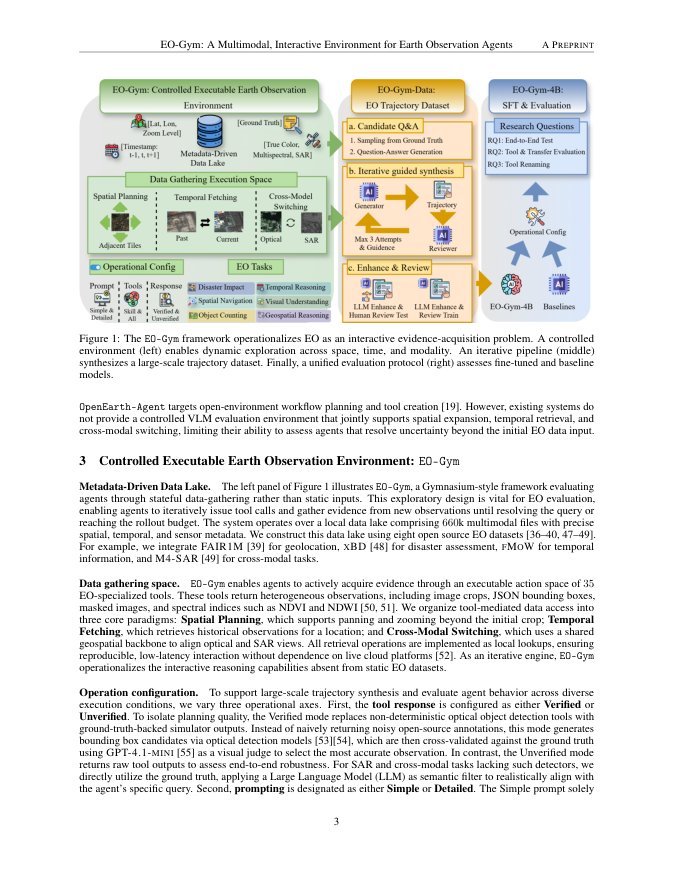 EO-Gym: A Multimodal, Interactive Environment for Earth Observation Agents A PREPRINT
EO-Gym: Controlled Executable Earth Observation
Environment
[Lat, Lon,
Zoom Level]
[Ground Truth]
[Timestamp:
t-1, t, t+1]
Metadata-Driven
Data Lake
[True Color,
Multispectral, SAR]
Data Gathering Execution Space
Spatial Planning
Temporal Fetching
Cross-Model
Switching
Adjacent Tiles
Past
Current
Optical
SAR
Operational Config
EO Tasks
Prompt
Tools
Response
Simple &
Detailed
Skill &
All
Verified &
Unverified
Disaster Impact
Temporal Reasoning
Spatial Navigation
Visual Understanding
Object Counting
Geospatial Reasoning
EO-Gym-Data:
EO Trajectory Dataset
a. Candidate Q&A
1. Sampling from Ground Truth
2. Question-Answer Generation
b. Iterative guided synthesis
Generator
Trajectory
Max 3 Attempts
& Guidence
Reviewer
c. Enhance & Review
LLM Enhance &
Human Review Test
LLM Enhance &
Review Train
EO-Gym-4B:
SFT & Evaluation
Research Questions
RQ1: End-to-End Test
RQ2: Tool & Transfer Evaluation
RQ3: Tool Renaming
Operational Config
EO-Gym-4B
Baselines
Figure 1: The EO-Gym framework operationalizes EO as an interactive evidence-acquisition problem. A controlled
environment (left) enables dynamic exploration across space, time, and modality. An iterative pipeline (middle)
synthesizes a large-scale trajectory dataset. Finally, a unified evaluation protocol (right) assesses fine-tuned and baseline
models.
OpenEarth-Agent targets open-environment workflow planning and tool creation [19]. However, existing systems do
not provide a controlled VLM evaluation environment that jointly supports spatial expansion, temporal retrieval, and
cross-modal switching, limiting their ability to assess agents that resolve uncertainty beyond the initial EO data input.
3 Controlled Executable Earth Observation Environment: EO-Gym
Metadata-Driven Data Lake. The left panel of Figure 1 illustrates EO-Gym, a Gymnasium-style framework evaluating
agents through stateful data-gathering rather than static inputs. This exploratory design is vital for EO evaluation,
enabling agents to iteratively issue tool calls and gather evidence from new observations until resolving the query or
reaching the rollout budget. The system operates over a local data lake comprising 660k multimodal files with precise
spatial, temporal, and sensor metadata. We construct this data lake using eight open source EO datasets [36–40, 47–49].
For example, we integrate FAIR1M [39] for geolocation, XBD [48] for disaster assessment, FMOW for temporal
information, and M4-SAR [49] for cross-modal tasks.
Data gathering space. EO-Gym enables agents to actively acquire evidence through an executable action space of 35
EO-specialized tools. These tools return heterogeneous observations, including image crops, JSON bounding boxes,
masked images, and spectral indices such as NDVI and NDWI [50, 51]. We organize tool-mediated data access into
three core paradigms: Spatial Planning, which supports panning and zooming beyond the initial crop; Temporal
Fetching, which retrieves historical observations for a location; and Cross-Modal Switching, which uses a shared
geospatial backbone to align optical and SAR views. All retrieval operations are implemented as local lookups, ensuring
reproducible, low-latency interaction without dependence on live cloud platforms [52]. As an iterative engine, EO-Gym
operationalizes the interactive reasoning capabilities absent from static EO datasets.
Operation configuration. To support large-scale trajectory synthesis and evaluate agent behavior across diverse
execution conditions, we vary three operational axes. First, the tool response is configured as either Verified or
Unverified. To isolate planning quality, the Verified mode replaces non-deterministic optical object detection tools with
ground-truth-backed simulator outputs. Instead of naively returning noisy open-source annotations, this mode generates
bounding box candidates via optical detection models [53][54], which are then cross-validated against the ground truth
using GPT-4.1-MINI [55] as a visual judge to select the most accurate observation. In contrast, the Unverified mode
returns raw tool outputs to assess end-to-end robustness. For SAR and cross-modal tasks lacking such detectors, we
directly utilize the ground truth, applying a Large Language Model (LLM) as semantic filter to realistically align with
the agent's specific query. Second, prompting is designated as either Simple or Detailed. The Simple prompt solely
3